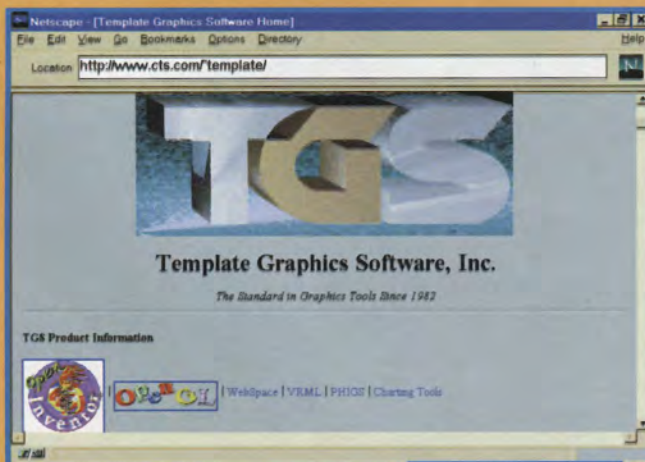 Netscape - [Template Graphics Software Home]
File Edit View Go Bookmarks Options Directory Help
Location http://www.cts.com/"template/
N
TGS
Template Graphics Software, Inc.
The Standard in Graphics Tools Since 1982
TGS Product Information
Open Inventor | OPEN GL | WebSpace | VRML | PHIGS | Charting Tools